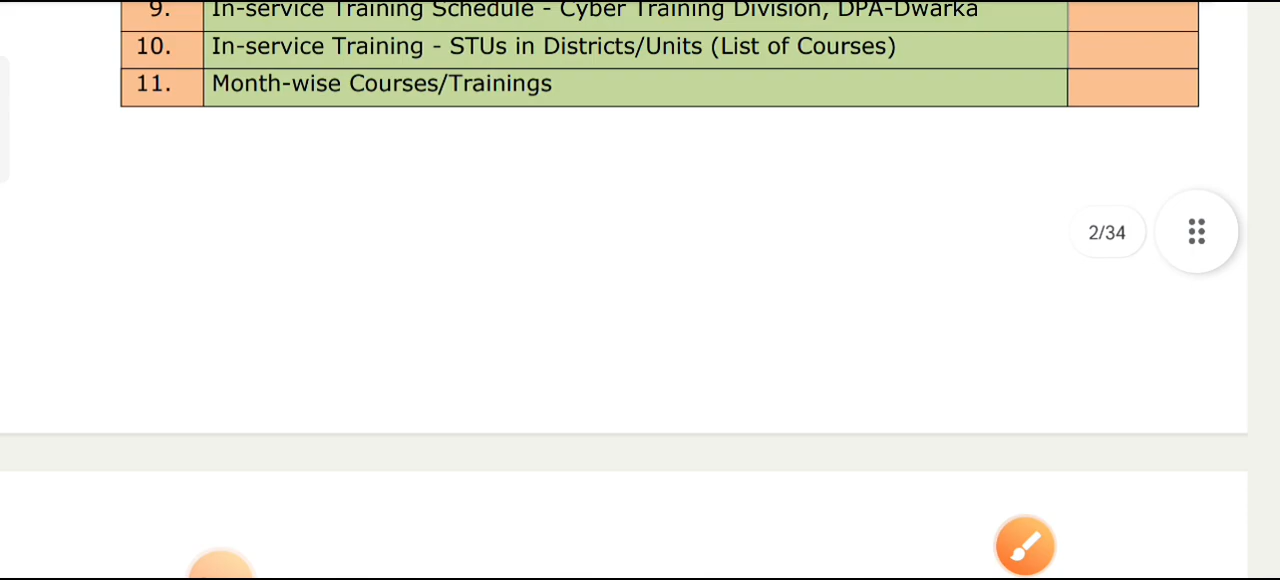 9. In-service Training Schedule - Cyber Training Division, DPA-Dwarka
10. In-service Training - STUs in Districts/Units (List of Courses)
11. Month-wise Courses/Trainings
2/34